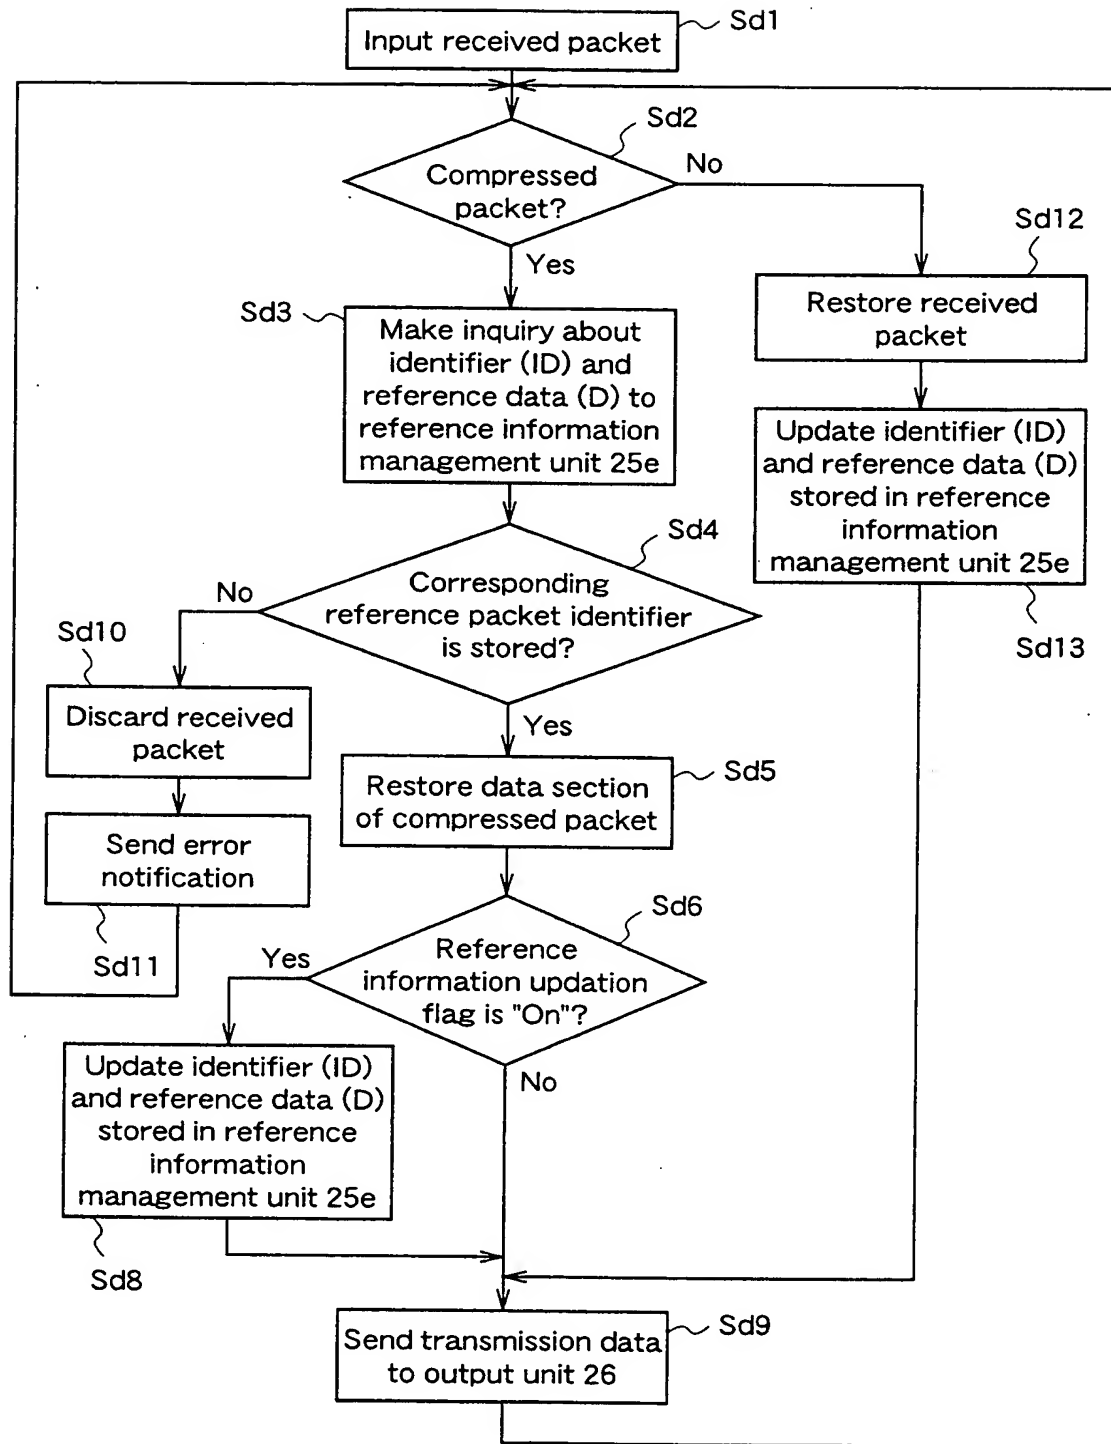 Sd1
Input received packet
Sd2
Compressed
packet?
No
Yes
Sd12
Restore received
packet
Sd3
Make inquiry about
identifier (ID) and
reference data (D) to
reference information
management unit 25e
Update identifier (ID)
and reference data (D)
stored in reference
information
management unit 25e
Sd13
Sd4
Corresponding
reference packet identifier
is stored?
No
Yes
Sd10
Discard received
packet
Send error
notification
Sd11
Sd5
Restore data section
of compressed packet
Sd6
Reference
information updation
flag is "On"?
Yes
No
Update identifier (ID)
and reference data (D)
stored in reference
information
management unit 25e
Sd8
Sd9
Send transmission data
to output unit 26